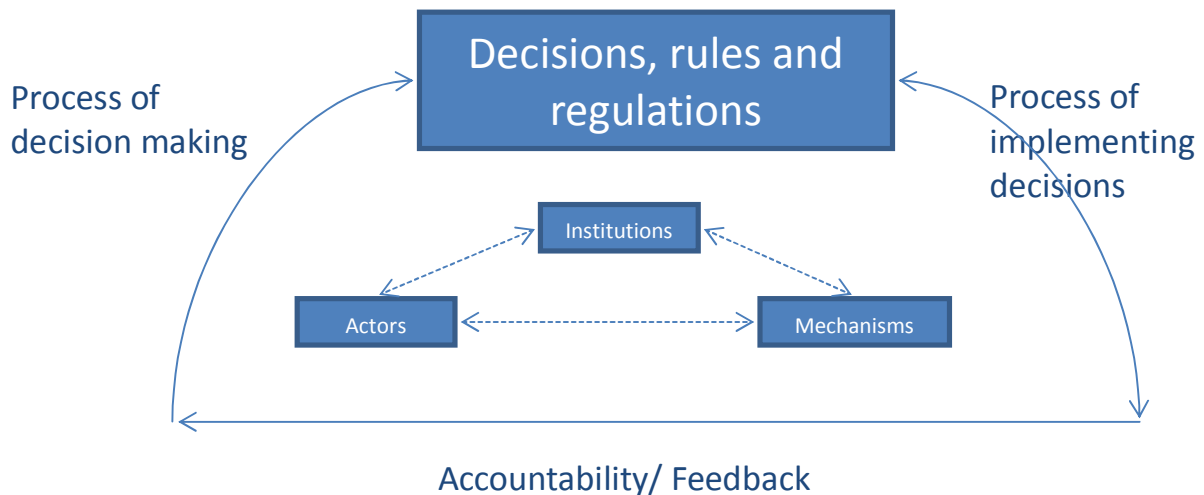 Decisions, rules and
regulations
Process of
decision making
Process of
implementing
decisions
Institutions
Actors
Mechanisms
Accountability/ Feedback